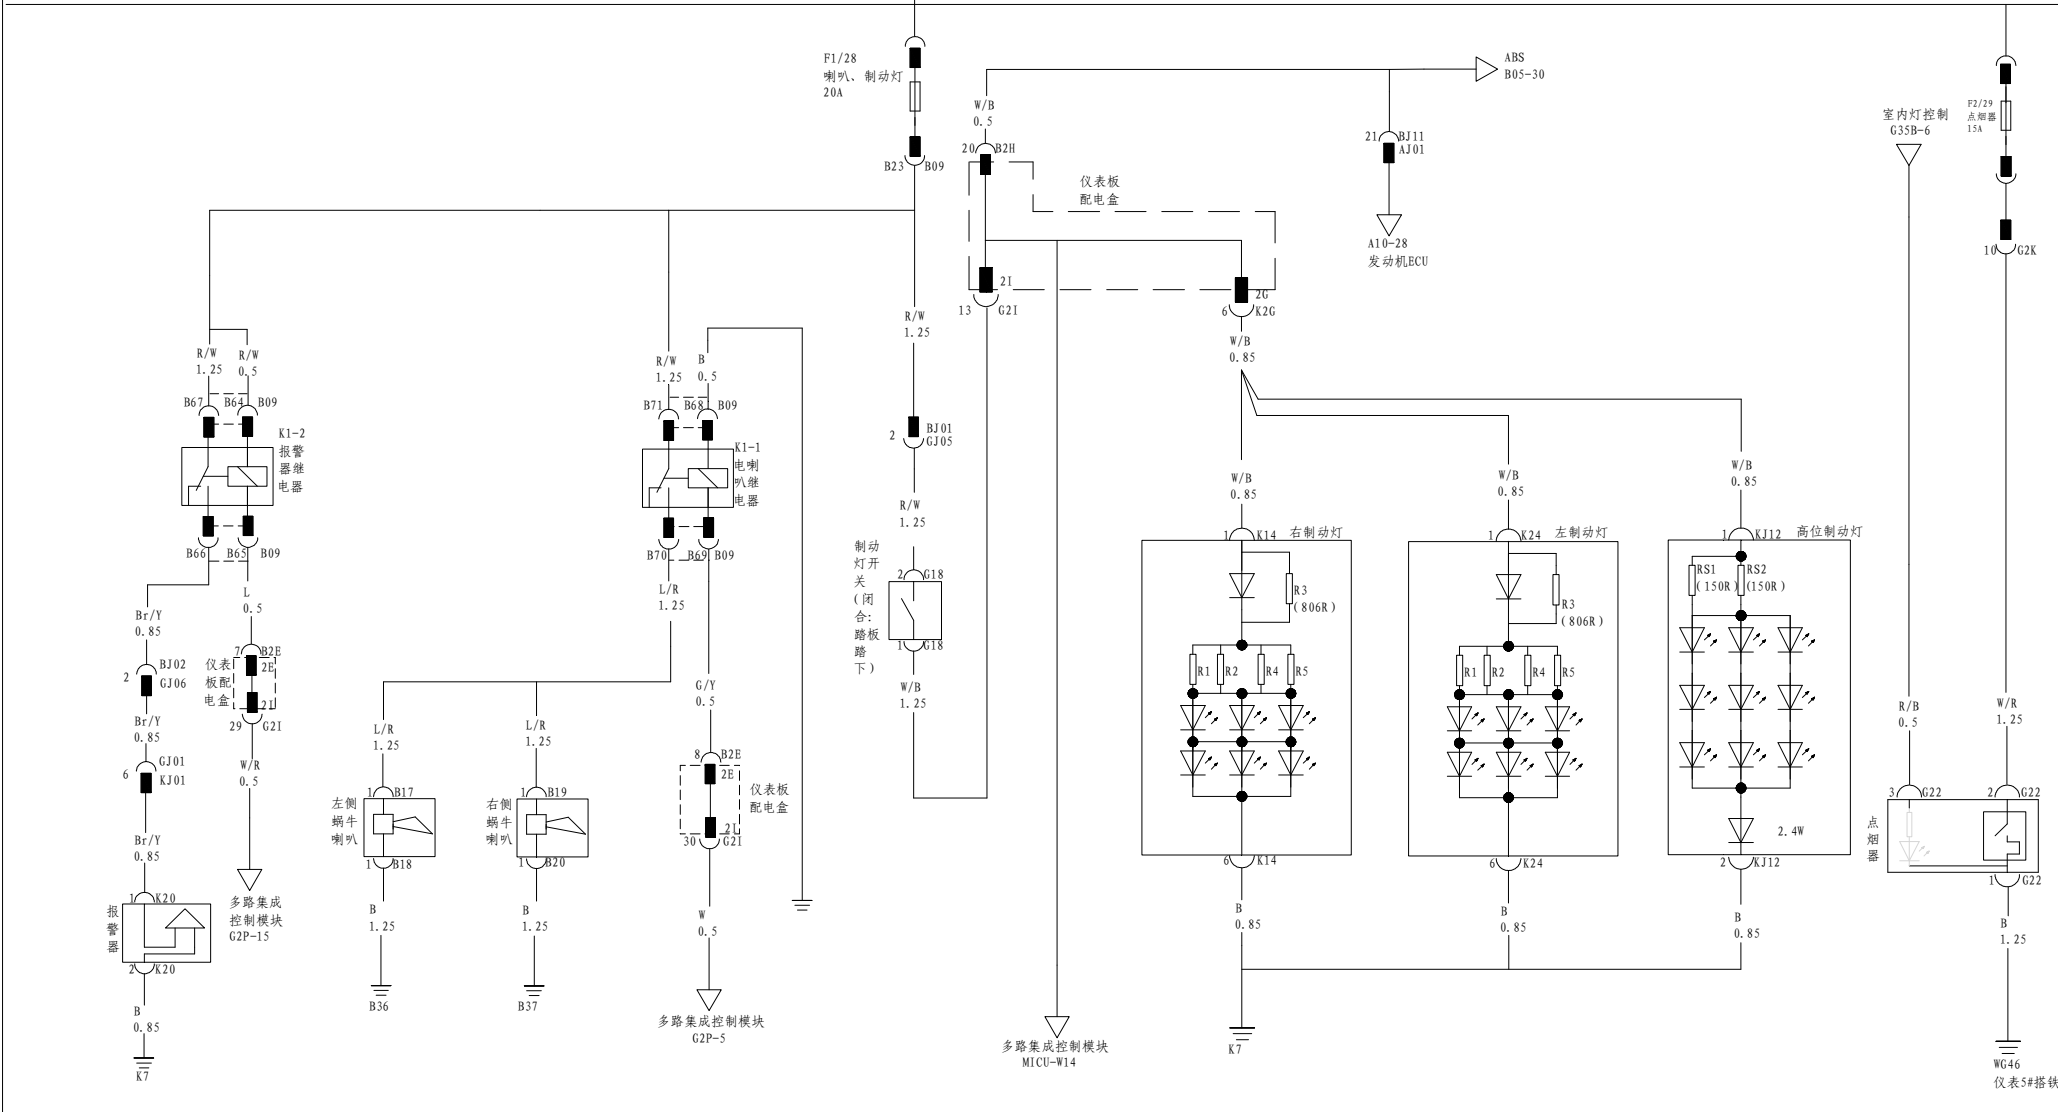 F1/28
喇叭、制动灯
20A
B23
B09
W/B
0.5
20
B2H
ABS
B05-30
21
BJ11
AJ01
A10-28
发动机ECU
仪表板
配电盒
2I
13
G2I
2G
6
K2G
W/B
0.85
室内灯控制
G35B-6
F2/29
点烟器
15A
10
G2K
R/W
1.25
R/W
0.5
B67
B64
B09
K1-2
报警
器继
电器
B66
B65
B09
R/W
1.25
B
0.5
B71
B68
B09
K1-1
电喇
叭继
电器
B70
B69
B09
R/W
1.25
2
BJ01
GJ05
R/W
1.25
制动
灯开
关
(闭
合:
踏板
踏
下)
2
G18
1
G18
W/B
1.25
Br/Y
0.85
L
0.5
2
BJ02
GJ06
仪表
板配
电盒
7
B2E
2E
2I
29
G2I
Br/Y
0.85
6
GJ01
KJ01
W/R
0.5
Br/Y
0.85
1
K20
报
警
器
2
K20
B
0.85
K7
多路集成
控制模块
G2P-15
L/R
1.25
L/R
1.25
L/R
1.25
左侧
蜗牛
喇叭
1
B17
1
B18
B
1.25
B36
右侧
蜗牛
喇叭
1
B19
1
B20
B
1.25
B37
G/Y
0.5
8
B2E
2E
仪表板
配电盒
2I
30
G2I
W
0.5
多路集成控制模块
G2P-5
多路集成控制模块
MICU-W14
W/B
0.85
1
K14
右制动灯
R3
(806R)
R1
R2
R4
R5
6
K14
B
0.85
K7
W/B
0.85
1
K24
左制动灯
R3
(806R)
R1
R2
R4
R5
6
K24
B
0.85
W/B
0.85
1
KJ12
高位制动灯
RS1
(150R)
RS2
(150R)
2.4W
2
KJ12
B
0.85
R/B
0.5
W/R
1.25
3
G22
2
G22
点
烟
器
1
G22
B
1.25
WG46
仪表5#搭铁